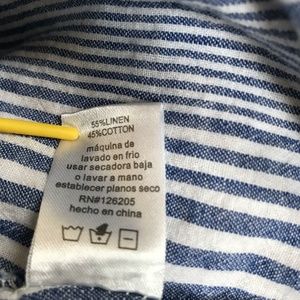 55%LINEN
45%COTTON
máquina de
lavado en frio
usar secadora baja
o lavar a mano
establecer planos seco
RN#126205
hecho en china